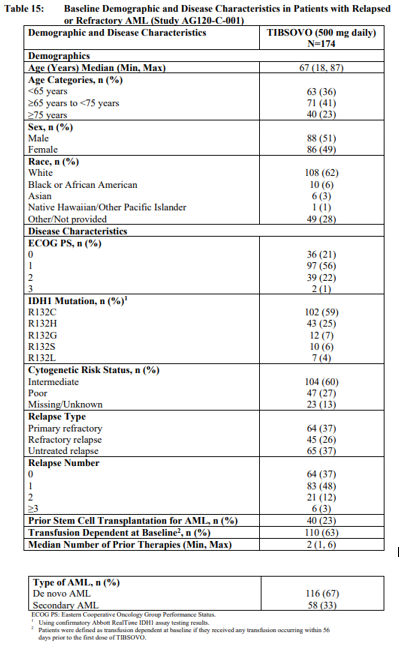 Table 15: Baseline Demographic and Disease Characteristics in Patients with Relapsed
or Refractory AML (Study AG120-C-001)
Demographic and Disease Characteristics TIBSOVO (500 mg daily)
N=174
Demographics
Age (Years) Median (Min, Max) 67 (18, 87)
Age Categories, n (%)
<65 years 63 (36)
≥65 years to <75 years 71 (41)
≥75 years 40 (23)
Sex, n (%)
Male 88 (51)
Female 86 (49)
Race, n (%)
White 108 (62)
Black or African American 10 (6)
Asian 6 (3)
Native Hawaiian/Other Pacific Islander 1 (1)
Other/Not provided 49 (28)
Disease Characteristics
ECOG PS, n (%)
0 36 (21)
1 97 (56)
2 39 (22)
3 2 (1)
IDH1 Mutation, n (%)¹
R132C 102 (59)
R132H 43 (25)
R132G 12 (7)
R132S 10 (6)
R132L 7 (4)
Cytogenetic Risk Status, n (%)
Intermediate 104 (60)
Poor 47 (27)
Missing/Unknown 23 (13)
Relapse Type
Primary refractory 64 (37)
Refractory relapse 45 (26)
Untreated relapse 65 (37)
Relapse Number
0 64 (37)
1 83 (48)
2 21 (12)
≥3 6 (3)
Prior Stem Cell Transplantation for AML, n (%) 40 (23)
Transfusion Dependent at Baseline², n (%) 110 (63)
Median Number of Prior Therapies (Min, Max) 2 (1, 6)
Type of AML, n (%)
De novo AML 116 (67)
Secondary AML 58 (33)
ECOG PS: Eastern Cooperative Oncology Group Performance Status.
¹ Using confirmatory Abbott RealTime IDH1 assay testing results.
² Patients were defined as transfusion dependent at baseline if they received any transfusion occurring within 56
days prior to the first dose of TIBSOVO.